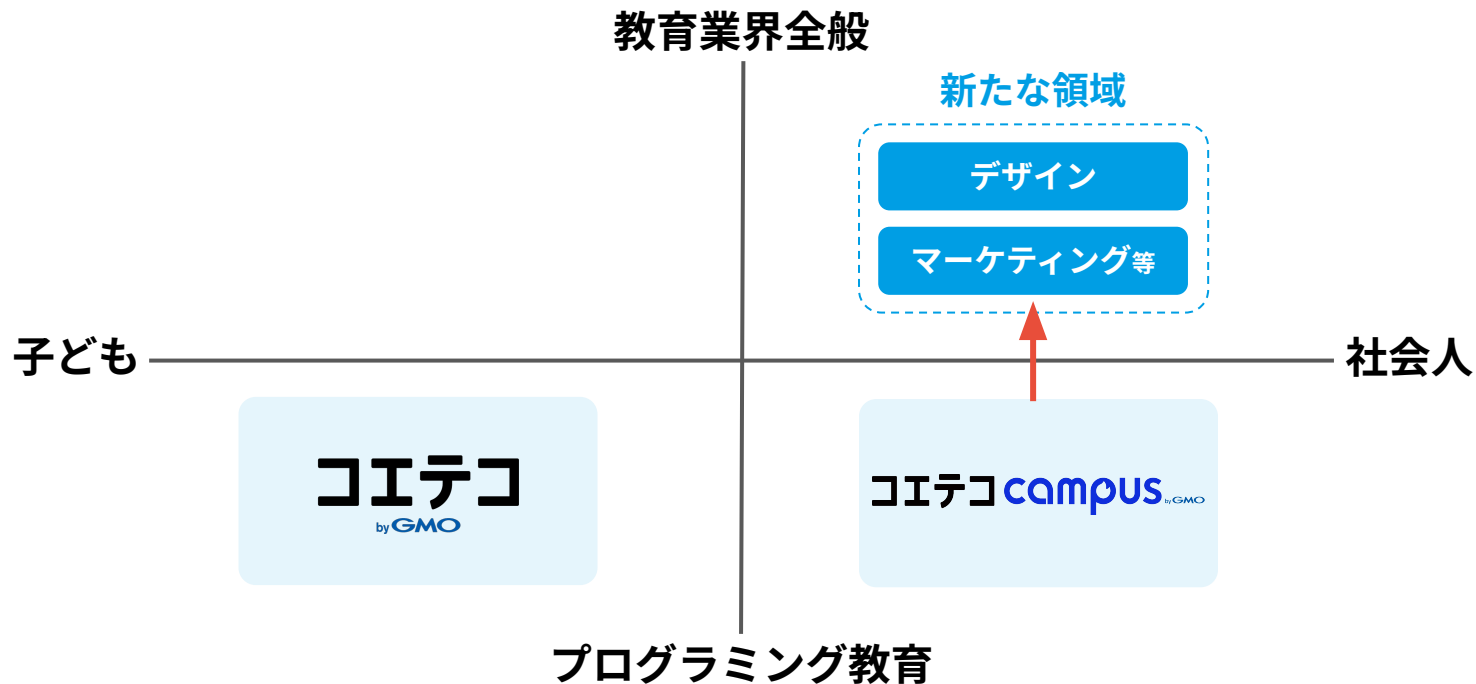 教育業界全般
新たな領域
デザイン
マーケティング等
子ども
社会人
コエテコ
by GMO
コエテコ campus by GMO
プログラミング教育